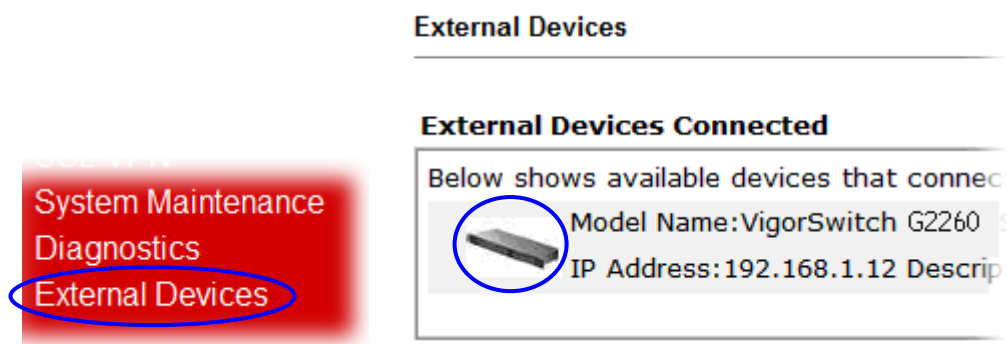 External Devices
External Devices Connected
Below shows available devices that connec
Model Name:VigorSwitch G2260
IP Address:192.168.1.12 Descrip
System Maintenance
Diagnostics
External Devices